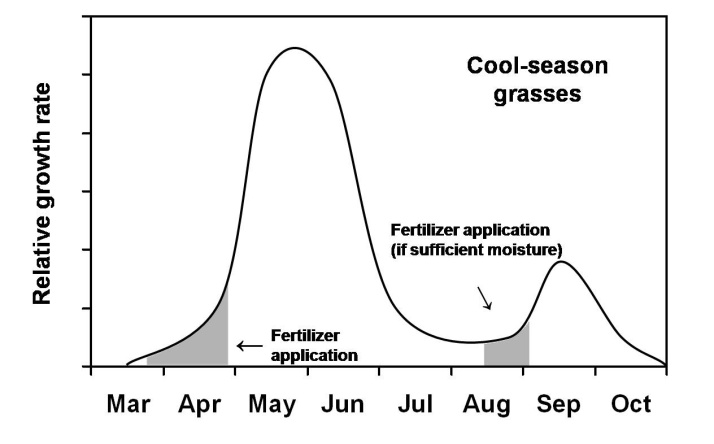 Cool-season
grasses
Relative growth rate
Fertilizer application
(if sufficient moisture)
Fertilizer
application
Mar Apr May Jun Jul Aug Sep Oct